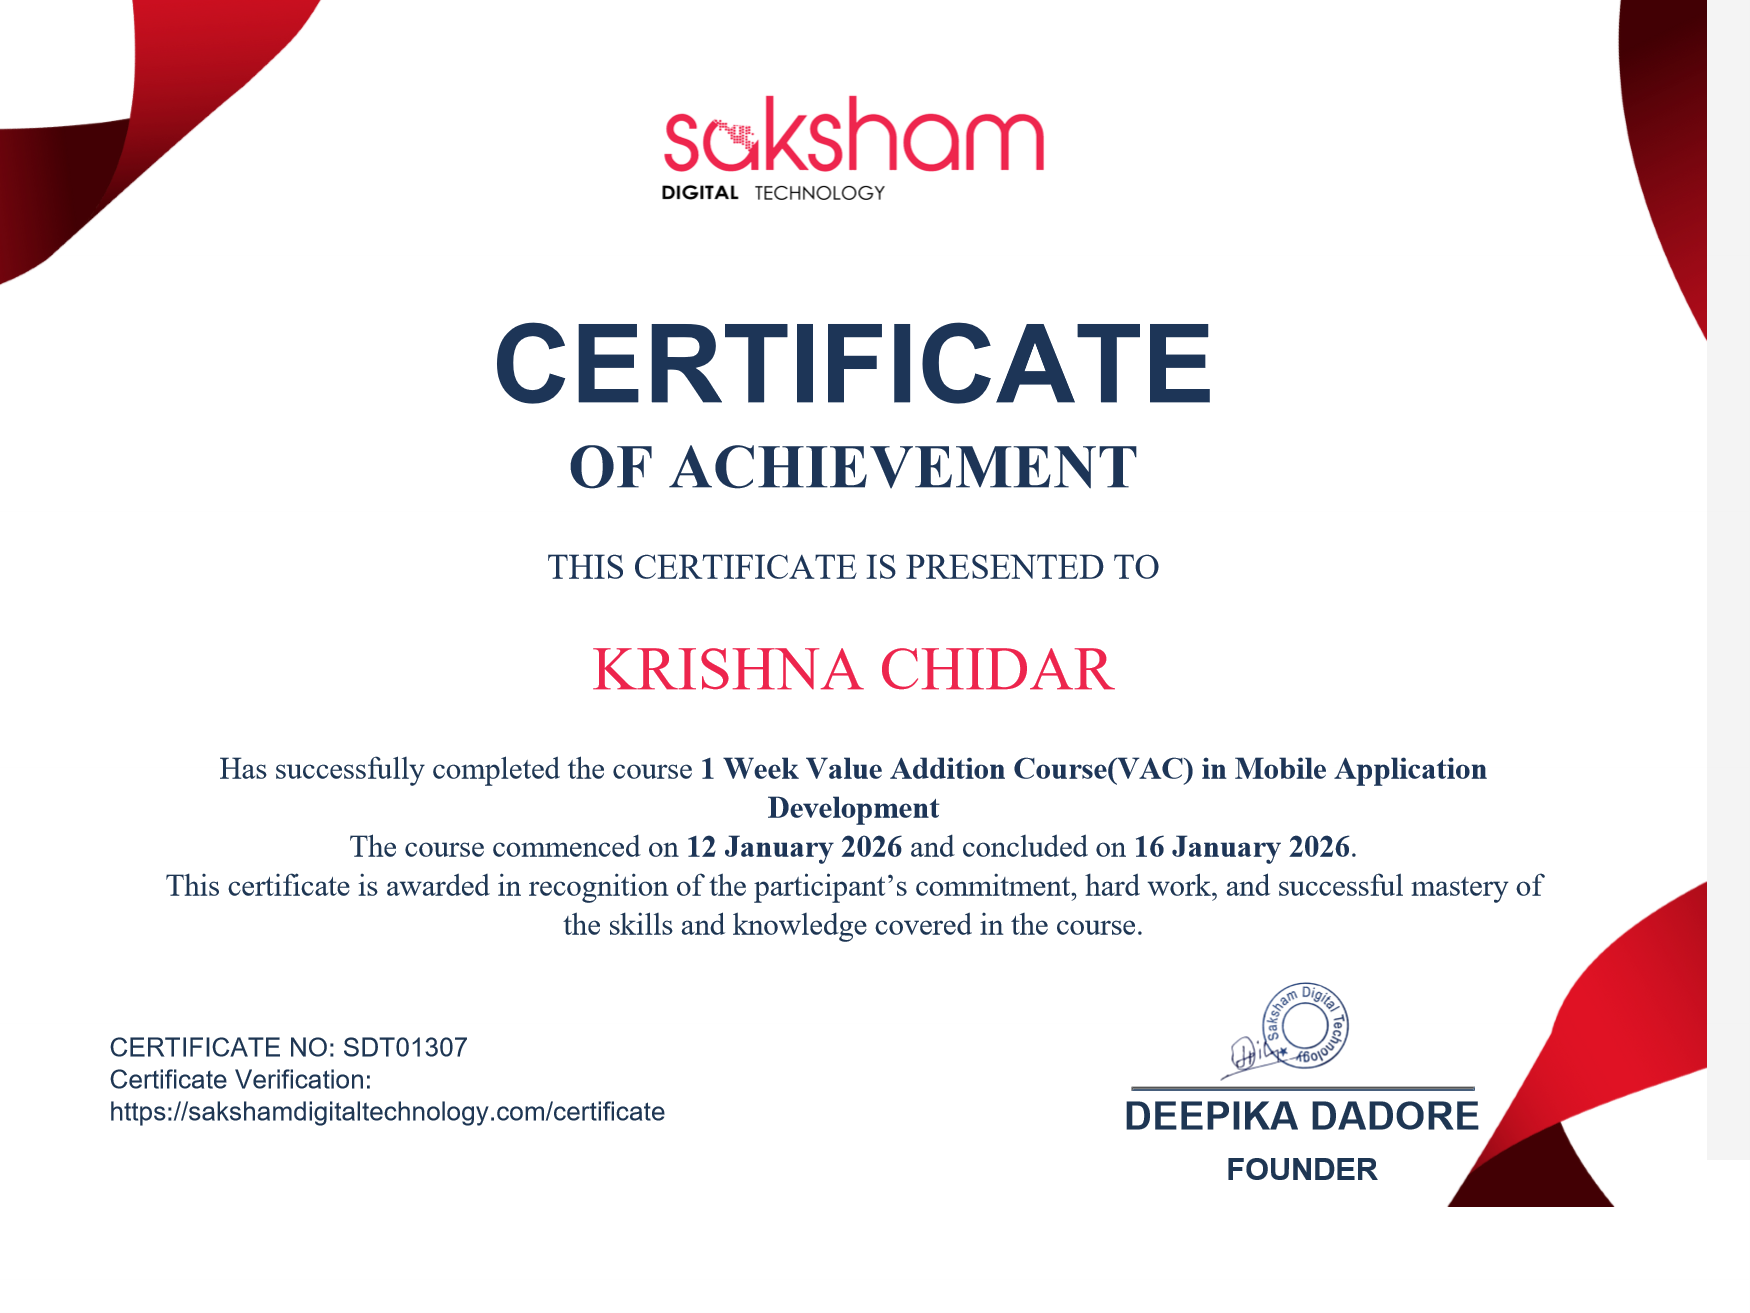 saksham
DIGITAL TECHNOLOGY
CERTIFICATE
OF ACHIEVEMENT
THIS CERTIFICATE IS PRESENTED TO
KRISHNA CHIDAR
Has successfully completed the course 1 Week Value Addition Course(VAC) in Mobile Application
Development
The course commenced on 12 January 2026 and concluded on 16 January 2026.
This certificate is awarded in recognition of the participant’s commitment, hard work, and successful mastery of
the skills and knowledge covered in the course.
CERTIFICATE NO: SDT01307
Certificate Verification:
https://sakshamdigitaltechnology.com/certificate
Saksham Digital Technology
DEEPIKA DADORE
FOUNDER